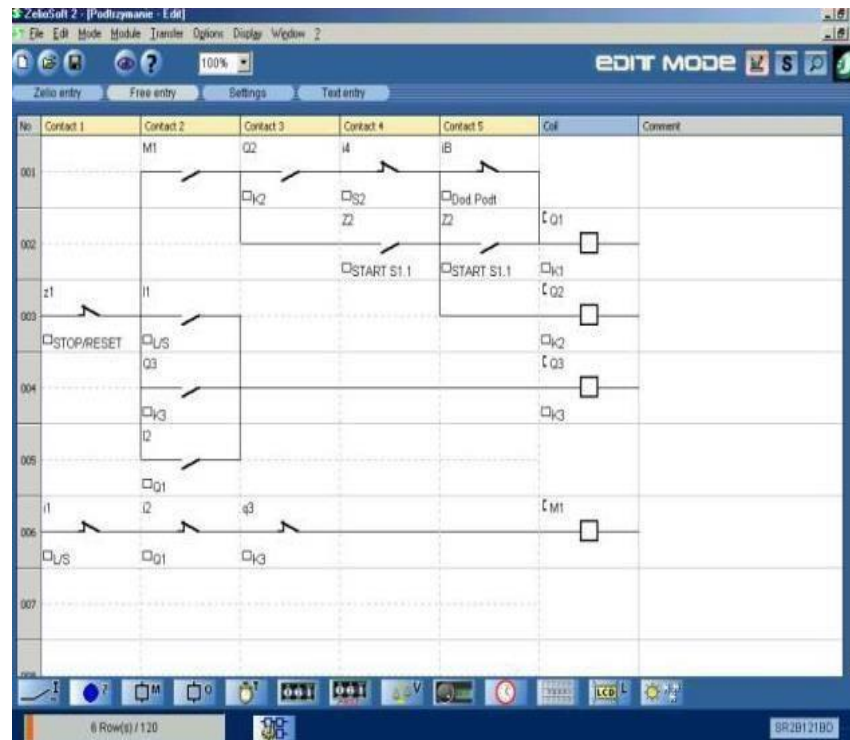 ZelioSoft 2 - [Podtrzymanie - Edit]
File Edit Mode Module Transfer Options Display Window ?
100% EDIT MODE S
Zelio entry Free entry Settings Text entry
No Contact 1 Contact 2 Contact 3 Contact 4 Contact 5 Coil Comment
M1 Q2 i4 iB
001
K2 S2 Dod.Podt
Z2 Z2 [ Q1
002
START S1.1 START S1.1 K1
z1 I1 [ Q2
003
STOP/RESET L/S K2
Q3 [ Q3
004
K3 K3
I2
005
Q1
i1 i2 q3 [ M1
006
L/S Q1 K3
007
I ? M Q T V LCD L
6 Row(s) / 120 SR2B121BD